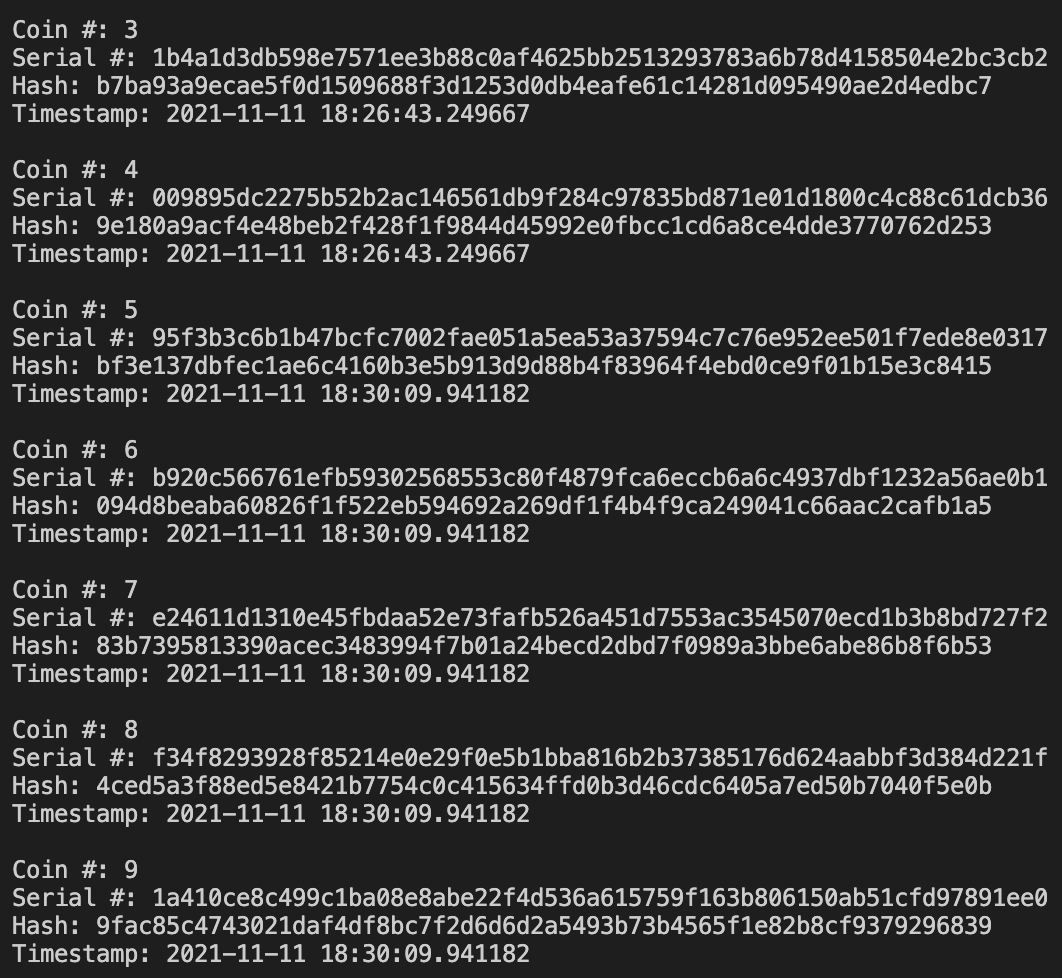 Coin #: 3
Serial #: 1b4a1d3db598e7571ee3b88c0af4625bb2513293783a6b78d4158504e2bc3cb2
Hash: b7ba93a9ecae5f0d1509688f3d1253d0db4eafe61c14281d095490ae2d4edbc7
Timestamp: 2021-11-11 18:26:43.249667
Coin #: 4
Serial #: 009895dc2275b52b2ac146561db9f284c97835bd871e01d1800c4c88c61dcb36
Hash: 9e180a9acf4e48beb2f428f1f9844d45992e0fbcc1cd6a8ce4dde3770762d253
Timestamp: 2021-11-11 18:26:43.249667
Coin #: 5
Serial #: 95f3b3c6b1b47bcfc7002fae051a5ea53a37594c7c76e952ee501f7ede8e0317
Hash: bf3e137dbfec1ae6c4160b3e5b913d9d88b4f83964f4ebd0ce9f01b15e3c8415
Timestamp: 2021-11-11 18:30:09.941182
Coin #: 6
Serial #: b920c566761efb59302568553c80f4879fca6eccb6a6c4937dbf1232a56ae0b1
Hash: 094d8beaba60826f1f522eb594692a269df1f4b4f9ca249041c66aac2cafb1a5
Timestamp: 2021-11-11 18:30:09.941182
Coin #: 7
Serial #: e24611d1310e45fbdaa52e73fafb526a451d7553ac3545070ecd1b3b8bd727f2
Hash: 83b7395813390acec3483994f7b01a24becd2dbd7f0989a3bbe6abe86b8f6b53
Timestamp: 2021-11-11 18:30:09.941182
Coin #: 8
Serial #: f34f8293928f85214e0e29f0e5b1bba816b2b37385176d624aabbf3d384d221f
Hash: 4ced5a3f88ed5e8421b7754c0c415634ffd0b3d46cdc6405a7ed50b7040f5e0b
Timestamp: 2021-11-11 18:30:09.941182
Coin #: 9
Serial #: 1a410ce8c499c1ba08e8abe22f4d536a615759f163b806150ab51cfd97891ee0
Hash: 9fac85c4743021daf4df8bc7f2d6d6d2a5493b73b4565f1e82b8cf9379296839
Timestamp: 2021-11-11 18:30:09.941182